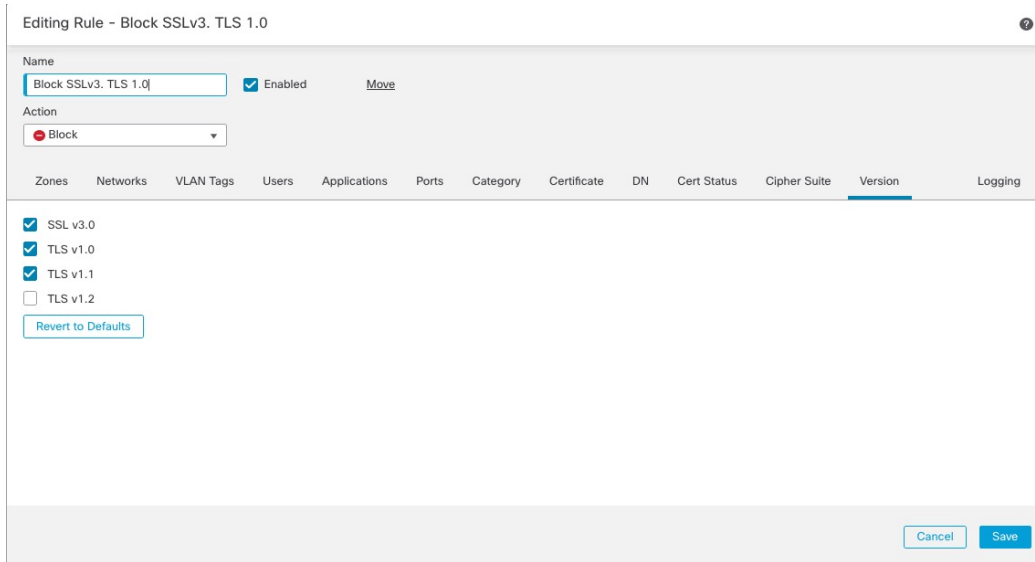 Editing Rule - Block SSLv3. TLS 1.0
Name
Block SSLv3. TLS 1.0 Enabled Move
Action
Block
Zones Networks VLAN Tags Users Applications Ports Category Certificate DN Cert Status Cipher Suite Version Logging
SSL v3.0
TLS v1.0
TLS v1.1
TLS v1.2
Revert to Defaults
Cancel Save